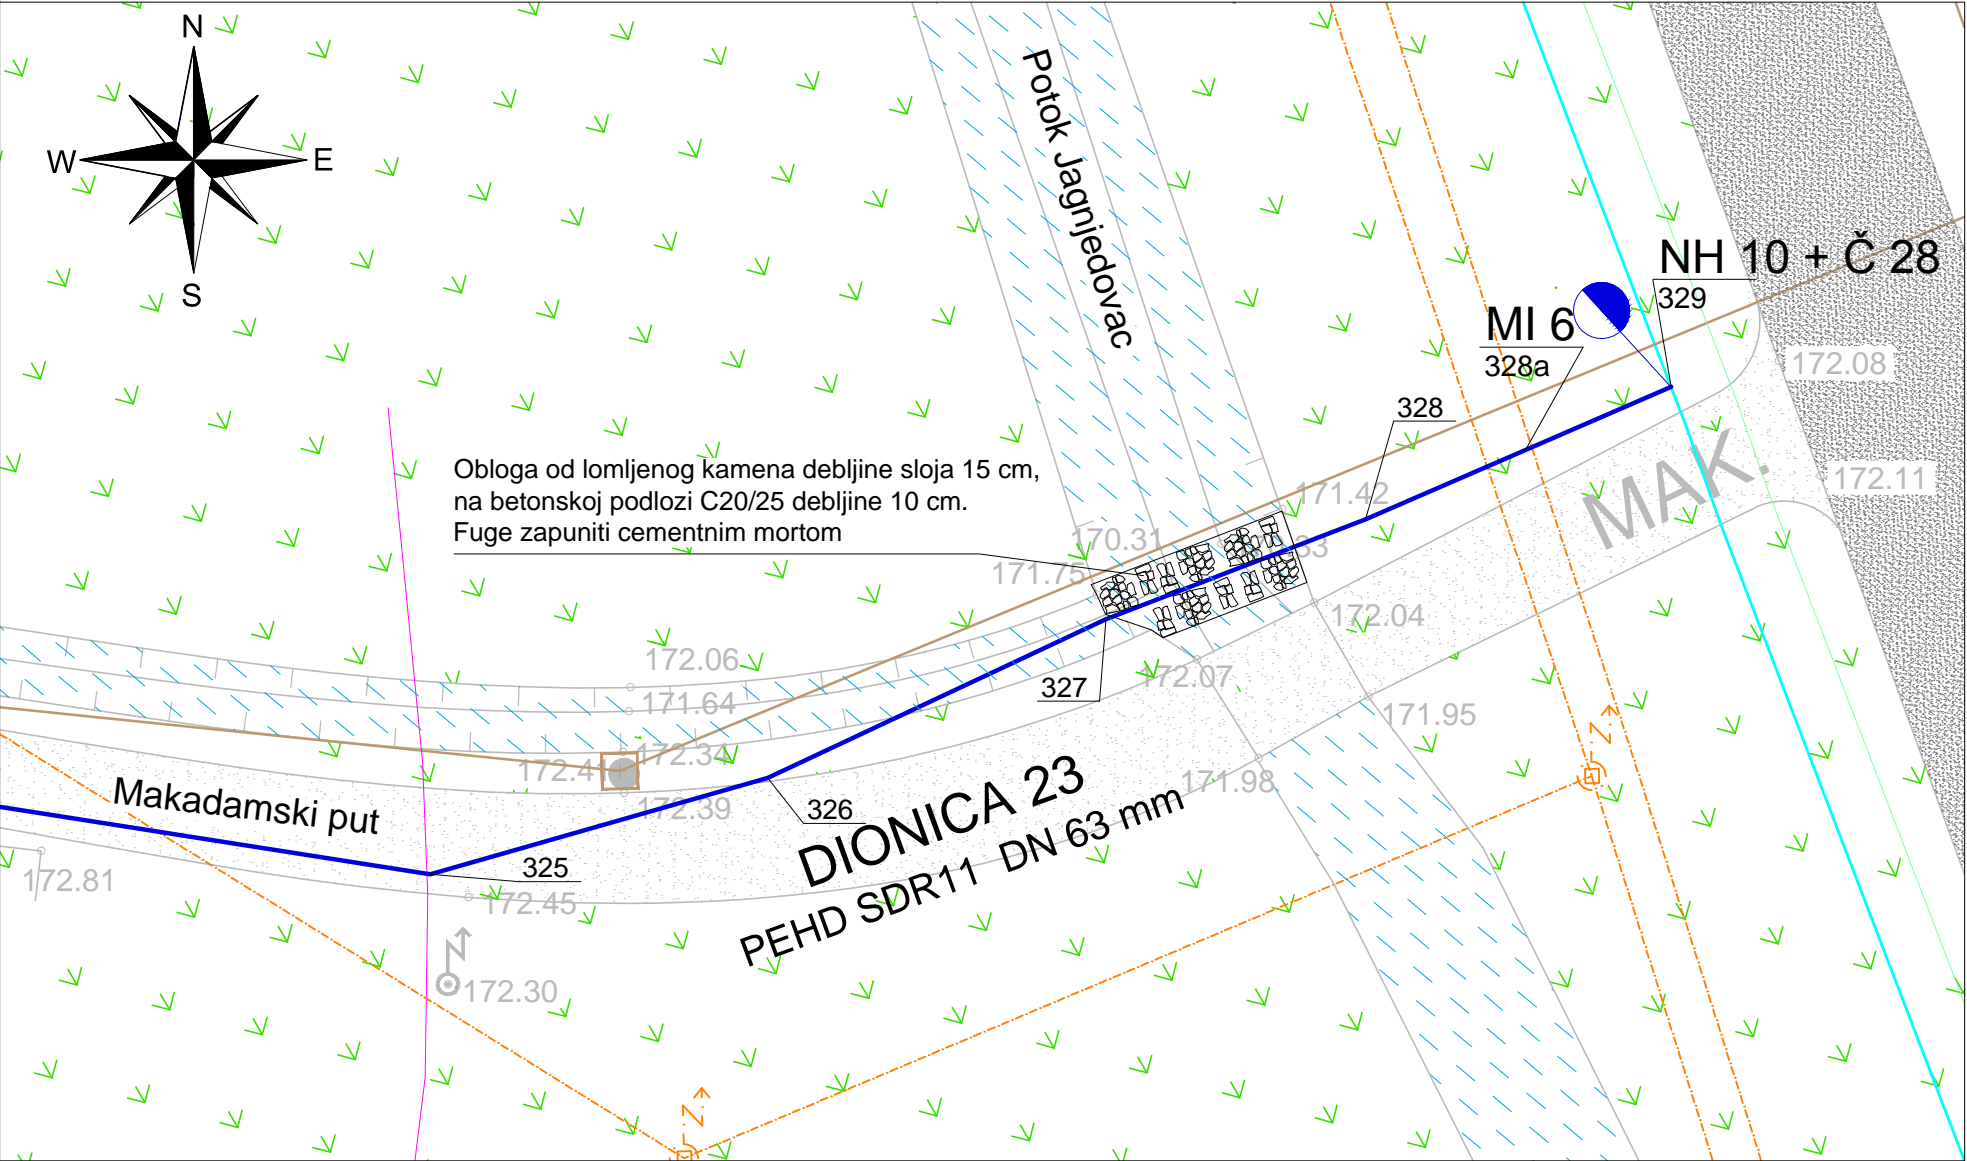 N
W
E
S
Potok Jagnjedovac
NH 10 + Č 28
329
MI 6
328a
172.08
328
MAK.
172.11
Obloga od lomljenog kamena debljine sloja 15 cm,
na betonskoj podlozi C20/25 debljine 10 cm.
Fuge zapuniti cementnim mortom
171.42
170.31
171.75
172.04
172.06
172.07
327
171.64
171.95
172.34
172.41
171.98
Makadamski put
172.39
326
DIONICA 23
PEHD SDR11 DN 63 mm
325
172.81
172.45
172.30